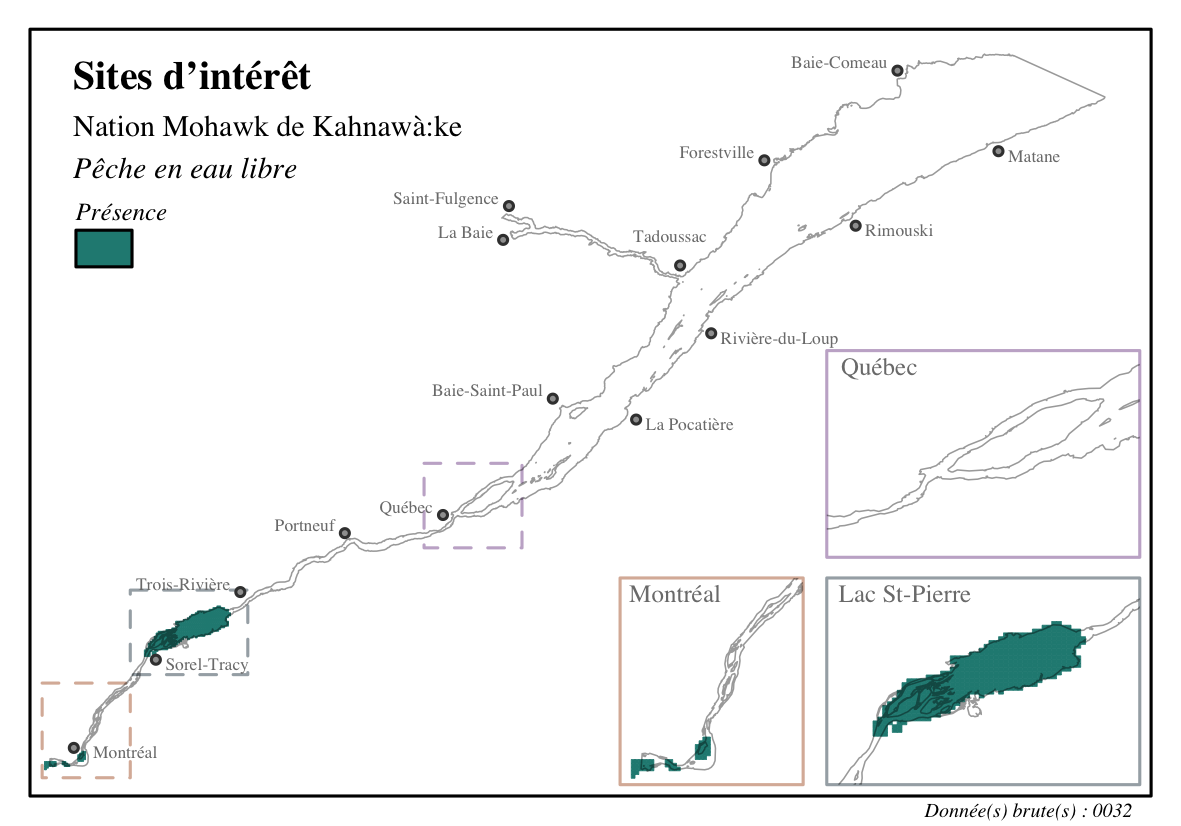 Sites d’intérêt
Nation Mohawk de Kahnawà:ke
Pêche en eau libre
Présence
Baie-Comeau
Forestville
Matane
Saint-Fulgence
La Baie
Tadoussac
Rimouski
Rivière-du-Loup
Baie-Saint-Paul
La Pocatière
Québec
Portneuf
Trois-Rivière
Sorel-Tracy
Montréal
Québec
Montréal
Lac St-Pierre
Donnée(s) brute(s) : 0032